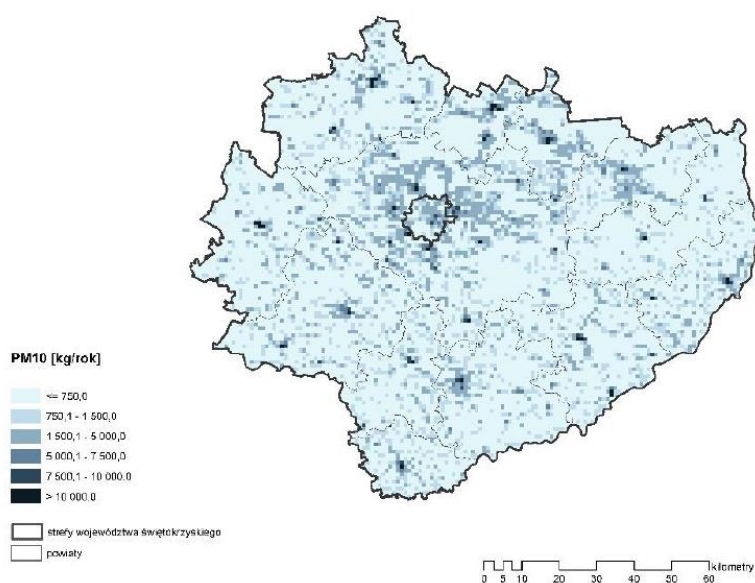 PM10 [kg/rok]
<= 750,0
750,1 - 1 500,0
1 500,1 - 5 000,0
5 000,1 - 7 500,0
7 500,1 - 10 000,0
> 10 000,0
strefy województwa świętokrzyskiego
powiaty
kilometry
0 5 10 20 30 40 50 60